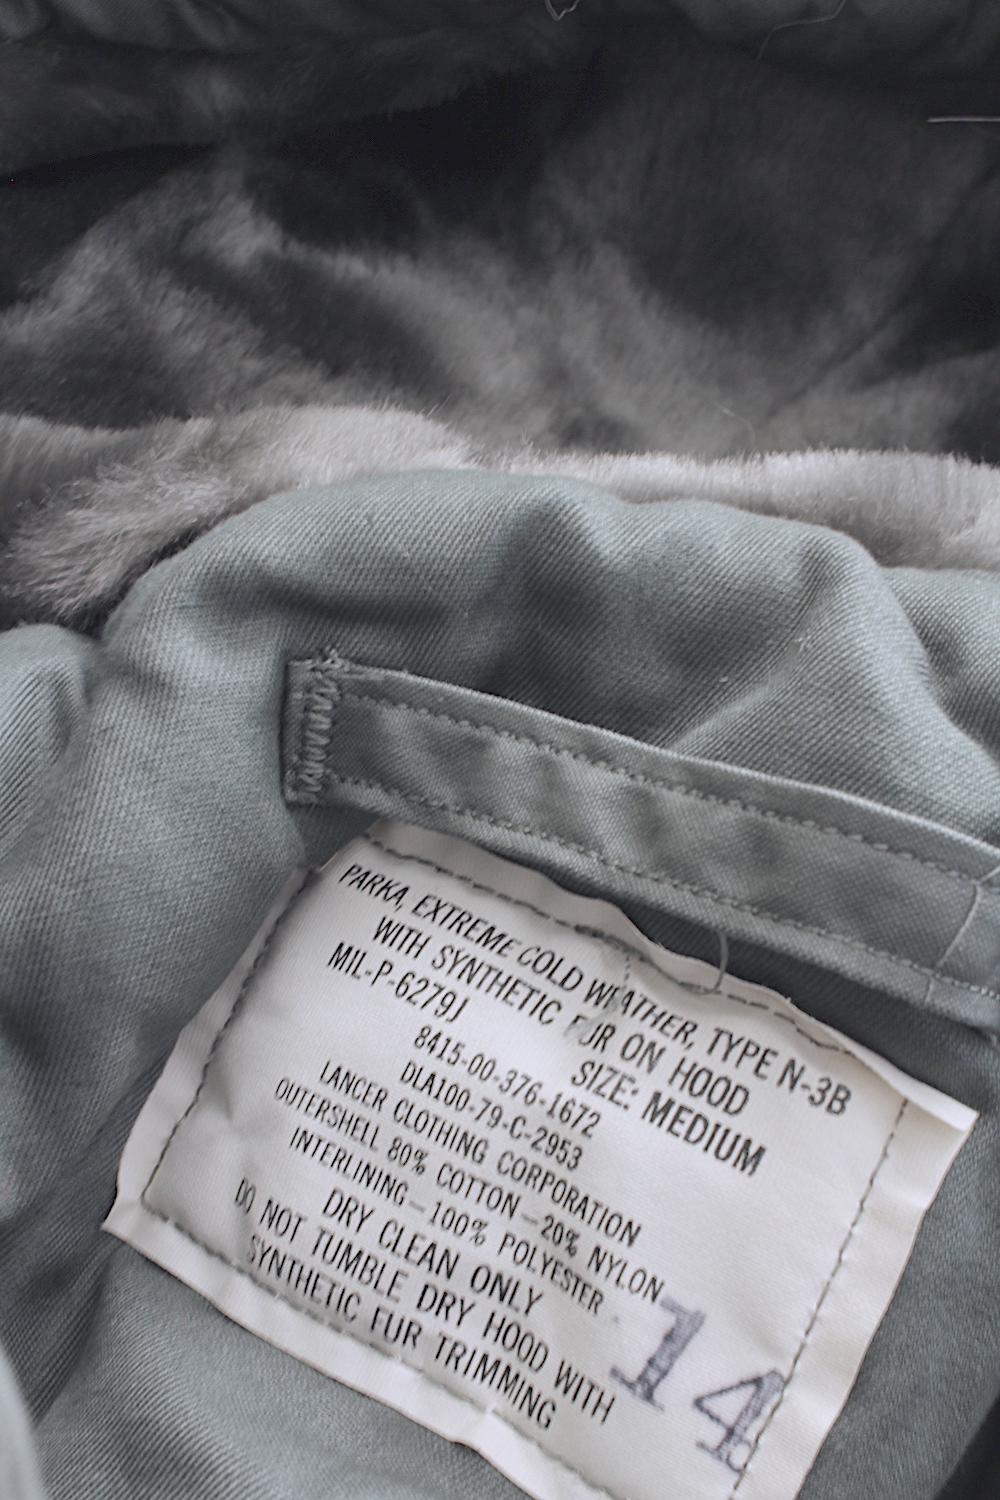 PARKA, EXTREME COLD WEATHER, TYPE N-3B
WITH SYNTHETIC FUR ON HOOD
MIL-P-6279J
SIZE: MEDIUM
8415-00-376-1672
DLA100-79-C-2953
LANCER CLOTHING CORPORATION
OUTERSHELL 80% COTTON — 20% NYLON
INTERLINING — 100% POLYESTER
DRY CLEAN ONLY
DO NOT TUMBLE DRY HOOD WITH
SYNTHETIC FUR TRIMMING
14